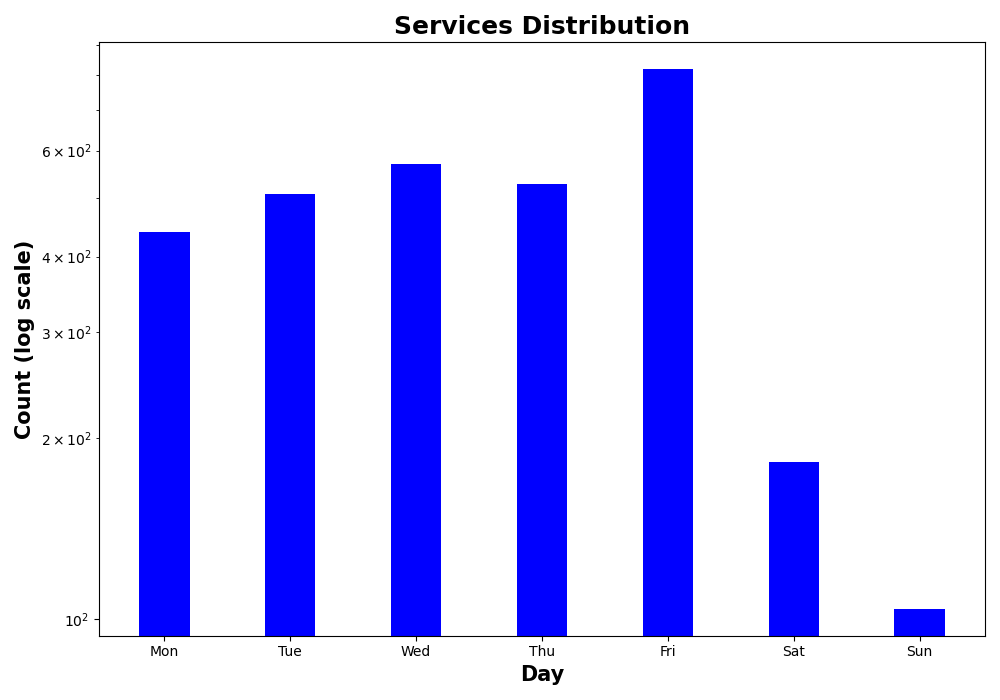 Services Distribution
Count (log scale)
6 × 10²
4 × 10²
3 × 10²
2 × 10²
10²
Mon Tue Wed Thu Fri Sat Sun
Day